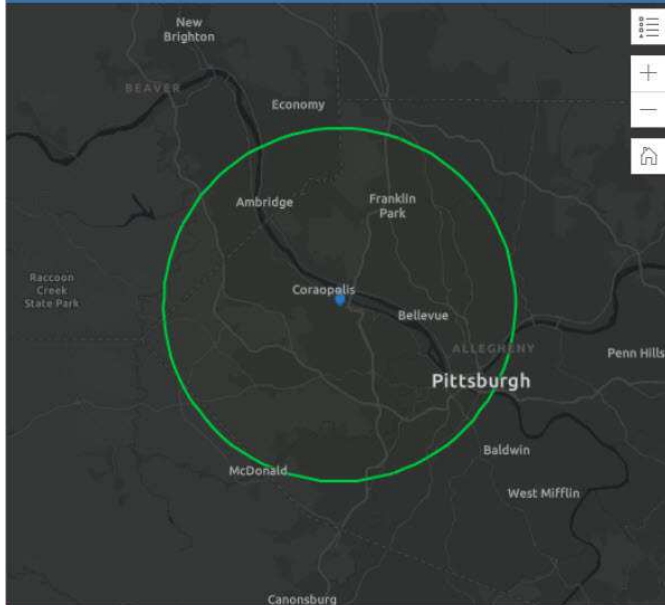 New
Brighton
BEAVER
Economy
Ambridge
Franklin
Park
Raccoon
Creek
State Park
Coraopolis
Bellevue
ALLEGHENY
Penn Hills
Pittsburgh
Baldwin
McDonald
West Mifflin
Canonsburg